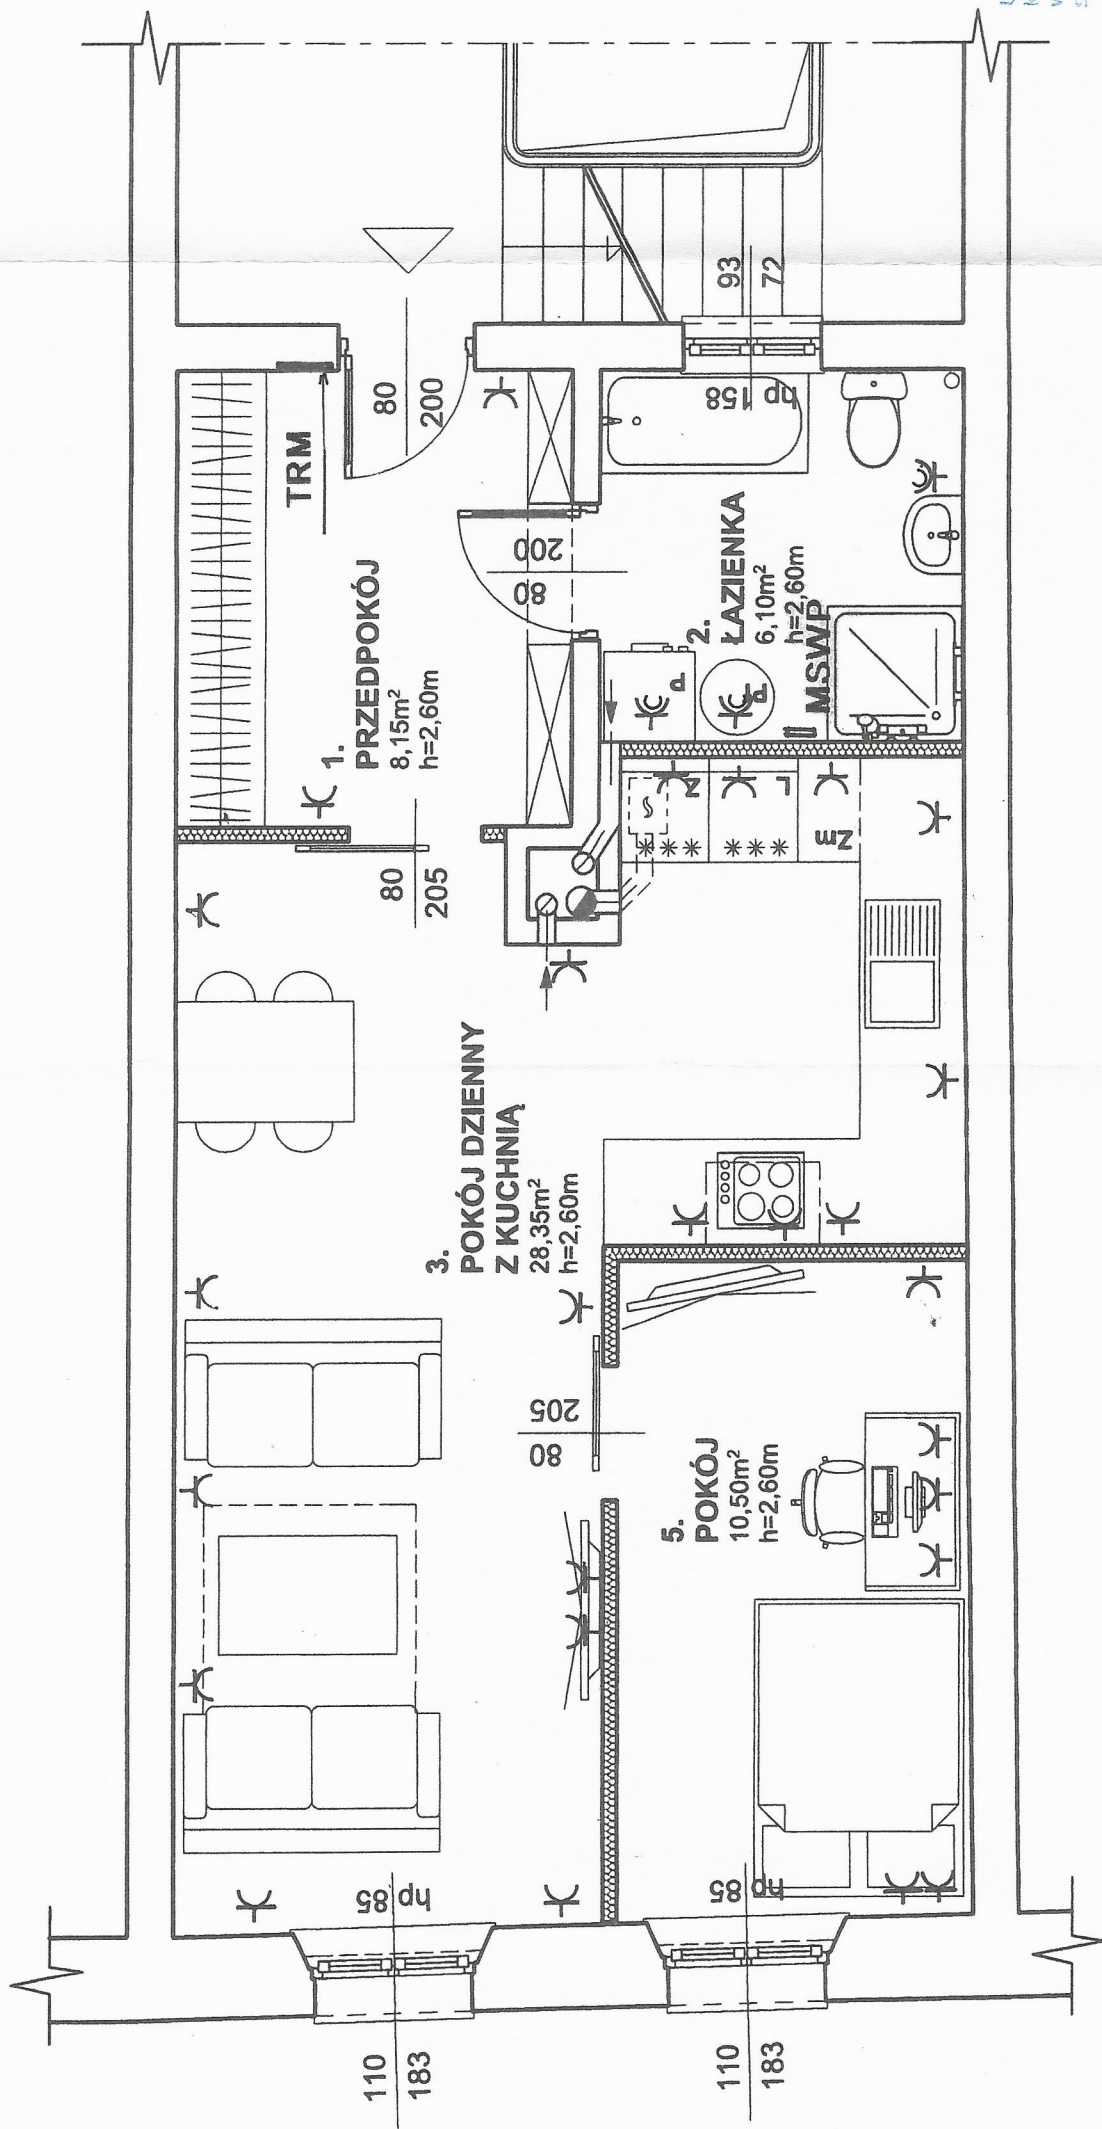 TRM
80
200
1.
PRZEDPOKÓJ
8,15m²
h=2,60m
80
200
2.
ŁAZIENKA
6,10m²
h=2,60m
MSWP
hp 158
93
72
80
205
Zm
L
3.
POKÓJ DZIENNY
Z KUCHNIĄ
28,35m²
h=2,60m
80
205
5.
POKÓJ
10,50m²
h=2,60m
hp 85
110
183
hp 85
110
183